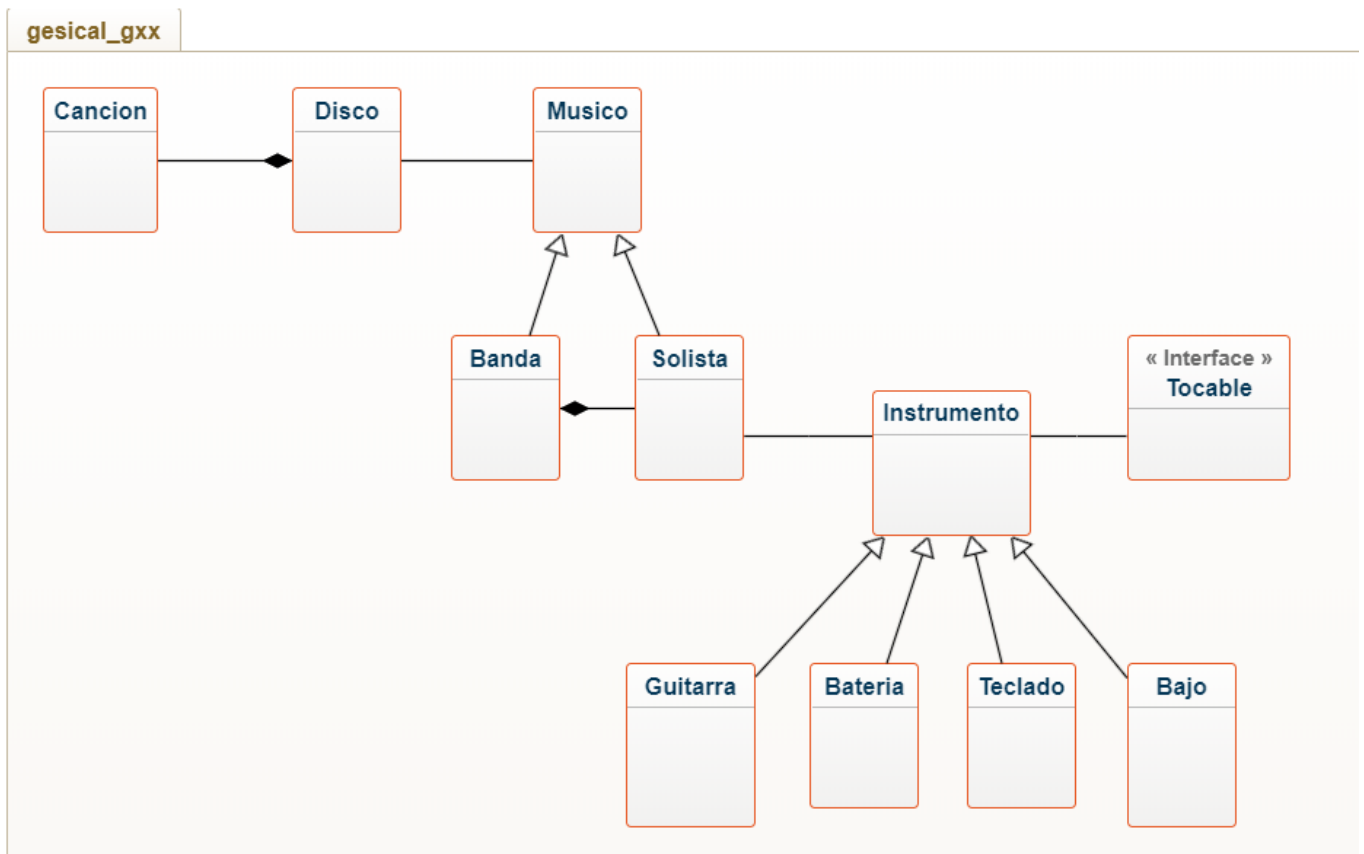 gesical_gxx
Cancion
Disco
Musico
Banda
Solista
Instrumento
« Interface »
Tocable
Guitarra
Bateria
Teclado
Bajo